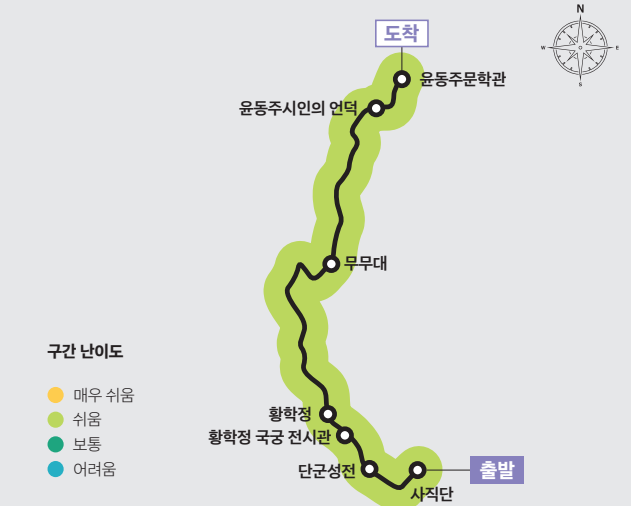 N
W
E
S
도착
윤동주문학관
윤동주시인의 언덕
무무대
구간 난이도
매우 쉬움
쉬움
보통
어려움
황학정
황학정 국궁 전시관
단군성전
출발
사직단